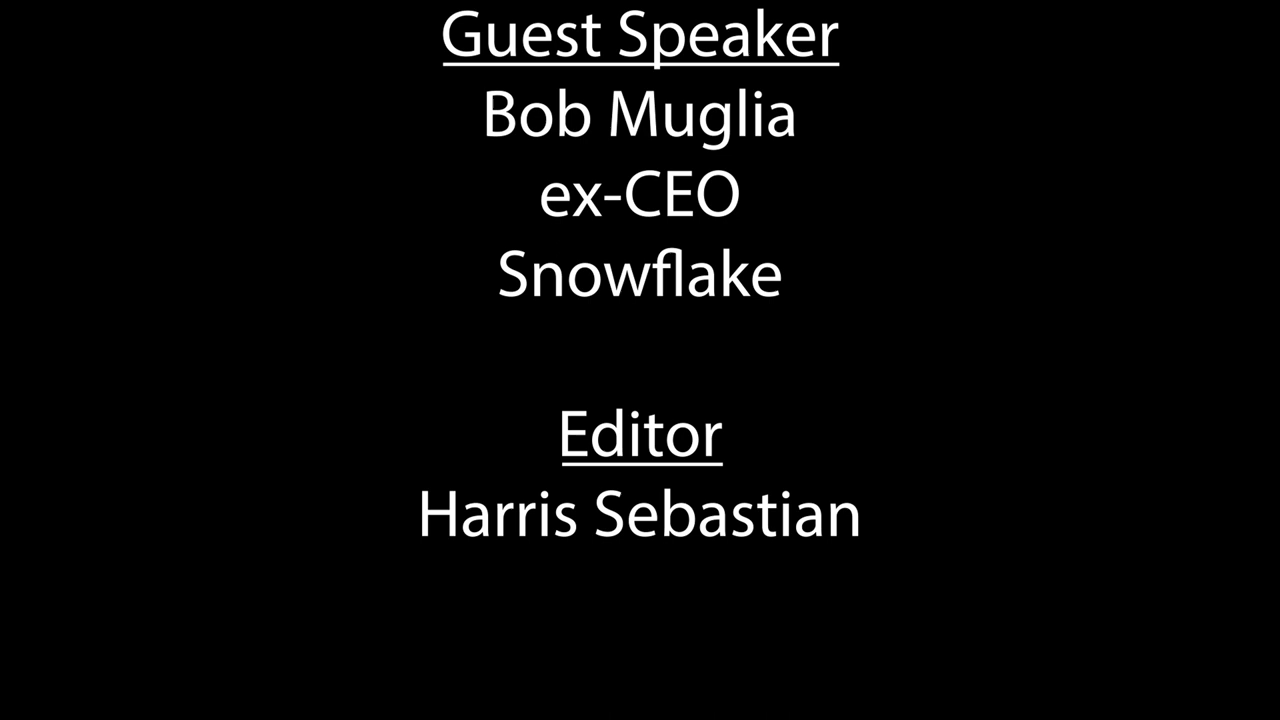 Guest Speaker
Bob Muglia
ex-CEO
Snowflake
Editor
Harris Sebastian